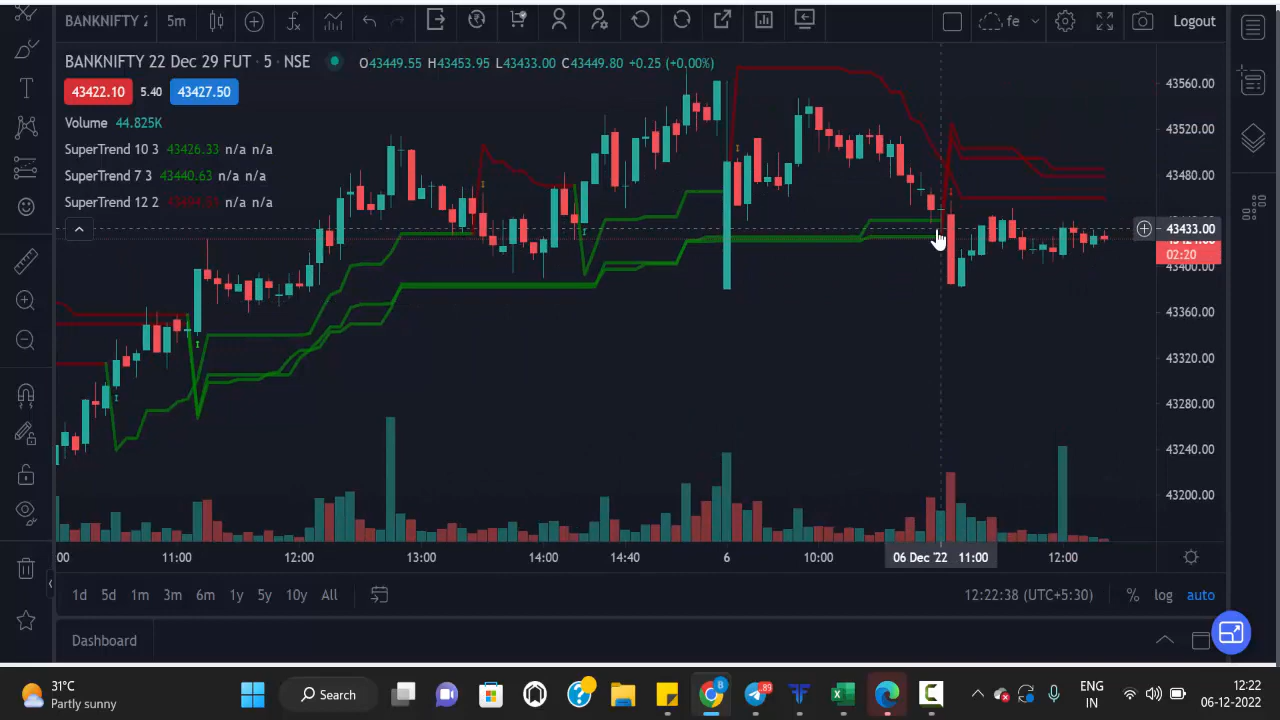 BANKNIFTY 2 5m fe Logout
BANKNIFTY 22 Dec 29 FUT · 5 · NSE O43449.55 H43453.95 L43433.00 C43449.80 +0.25 (+0.00%)
43422.10 5.40 43427.50
Volume 44.825K
SuperTrend 10 3 43426.33 n/a n/a
SuperTrend 7 3 43440.63 n/a n/a
SuperTrend 12 2 43494.51 n/a n/a
43560.00
43520.00
43480.00
43433.00
02:20
43400.00
43360.00
43320.00
43280.00
43240.00
43200.00
:00 11:00 12:00 13:00 14:00 14:40 6 10:00 06 Dec '22 11:00 12:00
1d 5d 1m 3m 6m 1y 5y 10y All 12:22:38 (UTC+5:30) % log auto
Dashboard
31°C
Partly sunny
Search
B
85
ENG
IN
12:22
06-12-2022